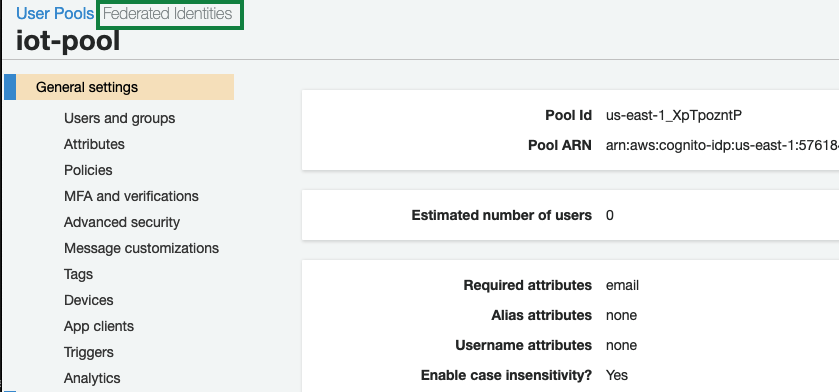 User Pools Federated Identities
iot-pool
General settings
Users and groups
Attributes
Policies
MFA and verifications
Advanced security
Message customizations
Tags
Devices
App clients
Triggers
Analytics
Pool Id us-east-1_XpTpozntP
Pool ARN arn:aws:cognito-idp:us-east-1:57618
Estimated number of users 0
Required attributes email
Alias attributes none
Username attributes none
Enable case insensitivity? Yes